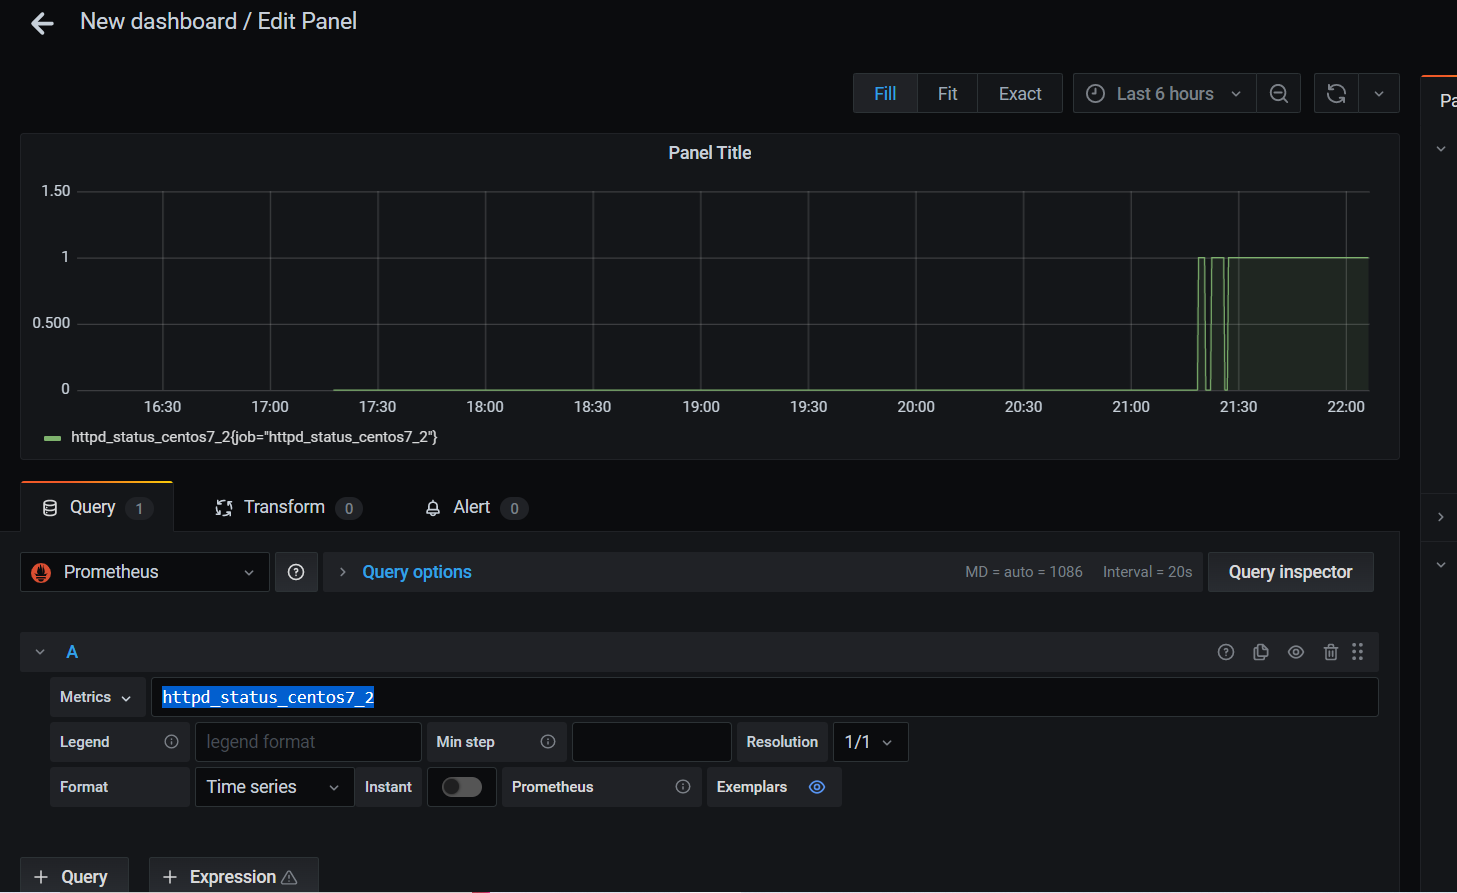 New dashboard / Edit Panel
Fill Fit Exact Last 6 hours
Pa
Panel Title
1.50
1
0.500
0
16:30 17:00 17:30 18:00 18:30 19:00 19:30 20:00 20:30 21:00 21:30 22:00
httpd_status_centos7_2{job="httpd_status_centos7_2"}
Query 1 Transform 0 Alert 0
Prometheus Query options MD = auto = 1086 Interval = 20s Query inspector
A
Metrics httpd_status_centos7_2
Legend legend format Min step Resolution 1/1
Format Time series Instant Prometheus Exemplars
+ Query + Expression